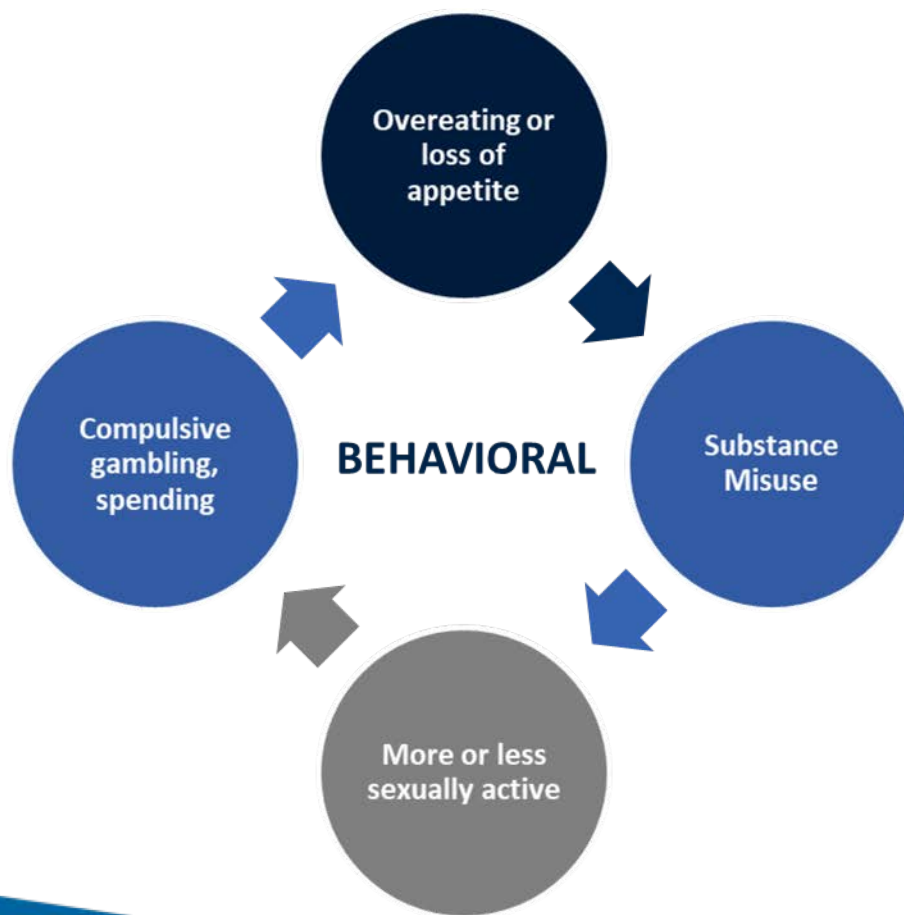 Overeating or
loss of
appetite
Compulsive
gambling,
spending
BEHAVIORAL
Substance
Misuse
More or less
sexually active